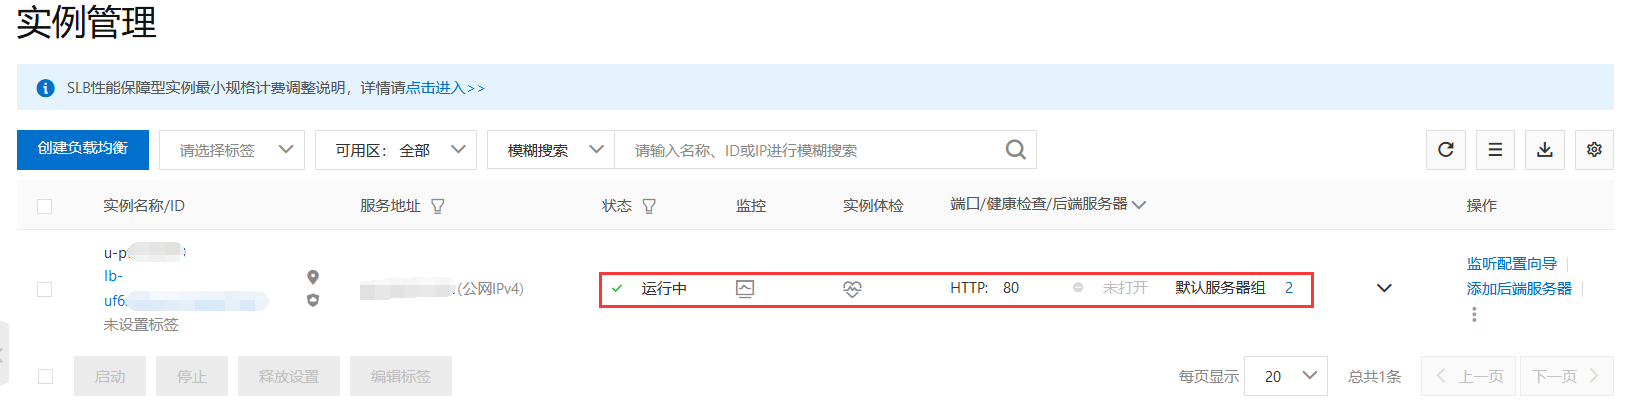 实例管理
SLB性能保障型实例最小规格计费调整说明，详情请点击进入>>
创建负载均衡 请选择标签 可用区： 全部 模糊搜索 请输入名称、ID或IP进行模糊搜索
实例名称/ID 服务地址 状态 监控 实例体检 端口/健康检查/后端服务器 操作
u-p
lb-
uf6
未设置标签
(公网IPv4)
运行中 HTTP: 80 未打开 默认服务器组 2
监听配置向导
添加后端服务器
启动 停止 释放设置 编辑标签 每页显示 20 总共1条 上一页 下一页